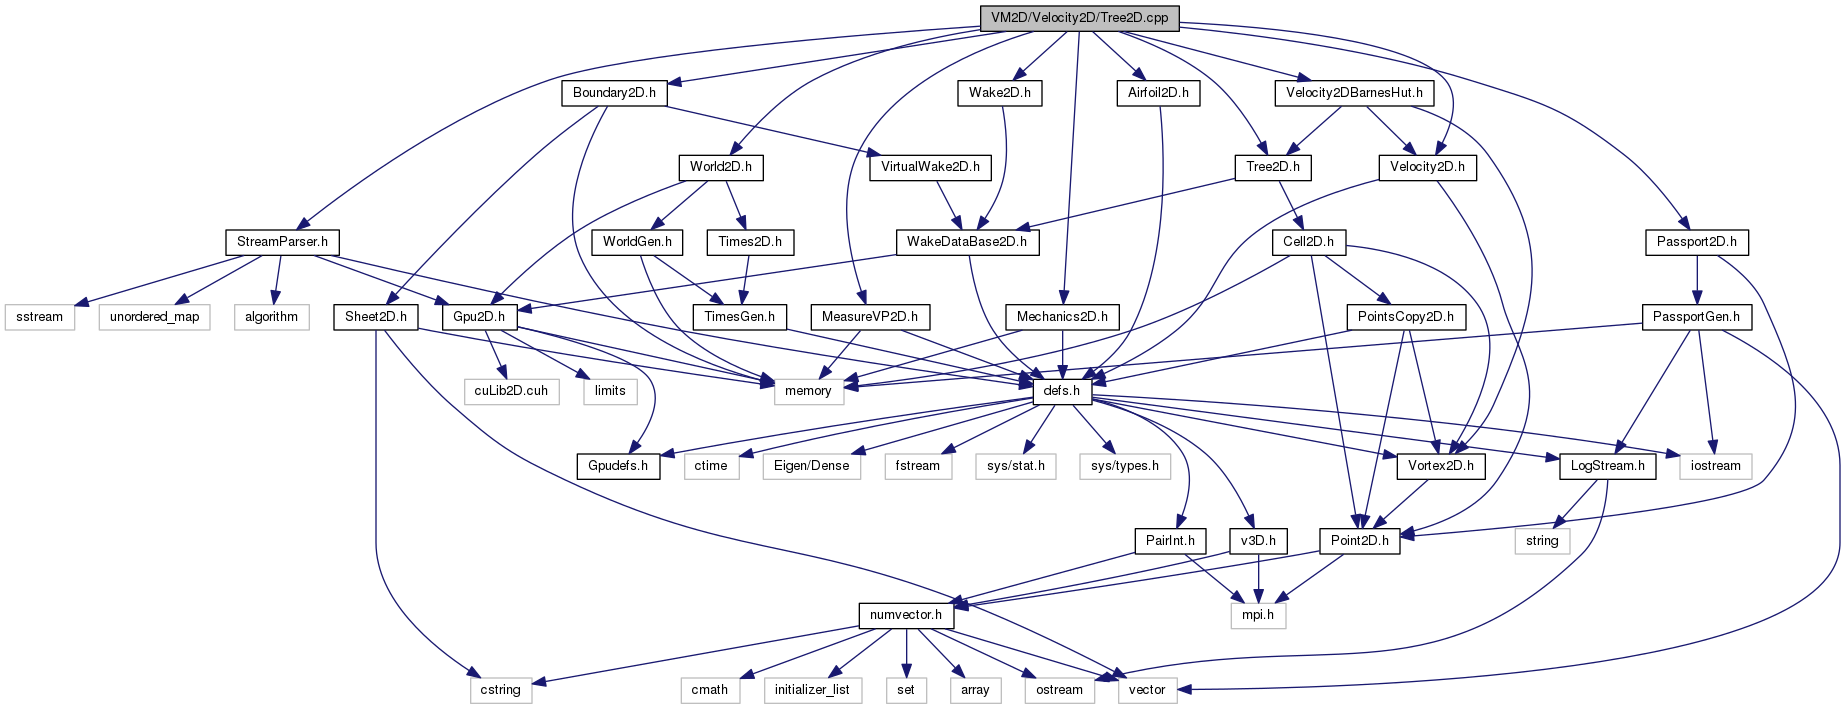 VM2D/Velocity2D/Tree2D.cpp
Boundary2D.h
Wake2D.h
Airfoil2D.h
Velocity2DBarnesHut.h
World2D.h
VirtualWake2D.h
Tree2D.h
Velocity2D.h
StreamParser.h
WorldGen.h
Times2D.h
WakeDataBase2D.h
Cell2D.h
Passport2D.h
sstream
unordered_map
algorithm
Sheet2D.h
Gpu2D.h
TimesGen.h
MeasureVP2D.h
Mechanics2D.h
PointsCopy2D.h
PassportGen.h
cuLib2D.cuh
limits
memory
defs.h
Gpudefs.h
ctime
Eigen/Dense
fstream
sys/stat.h
sys/types.h
Vortex2D.h
LogStream.h
iostream
PairInt.h
v3D.h
Point2D.h
string
numvector.h
mpi.h
cstring
cmath
initializer_list
set
array
ostream
vector